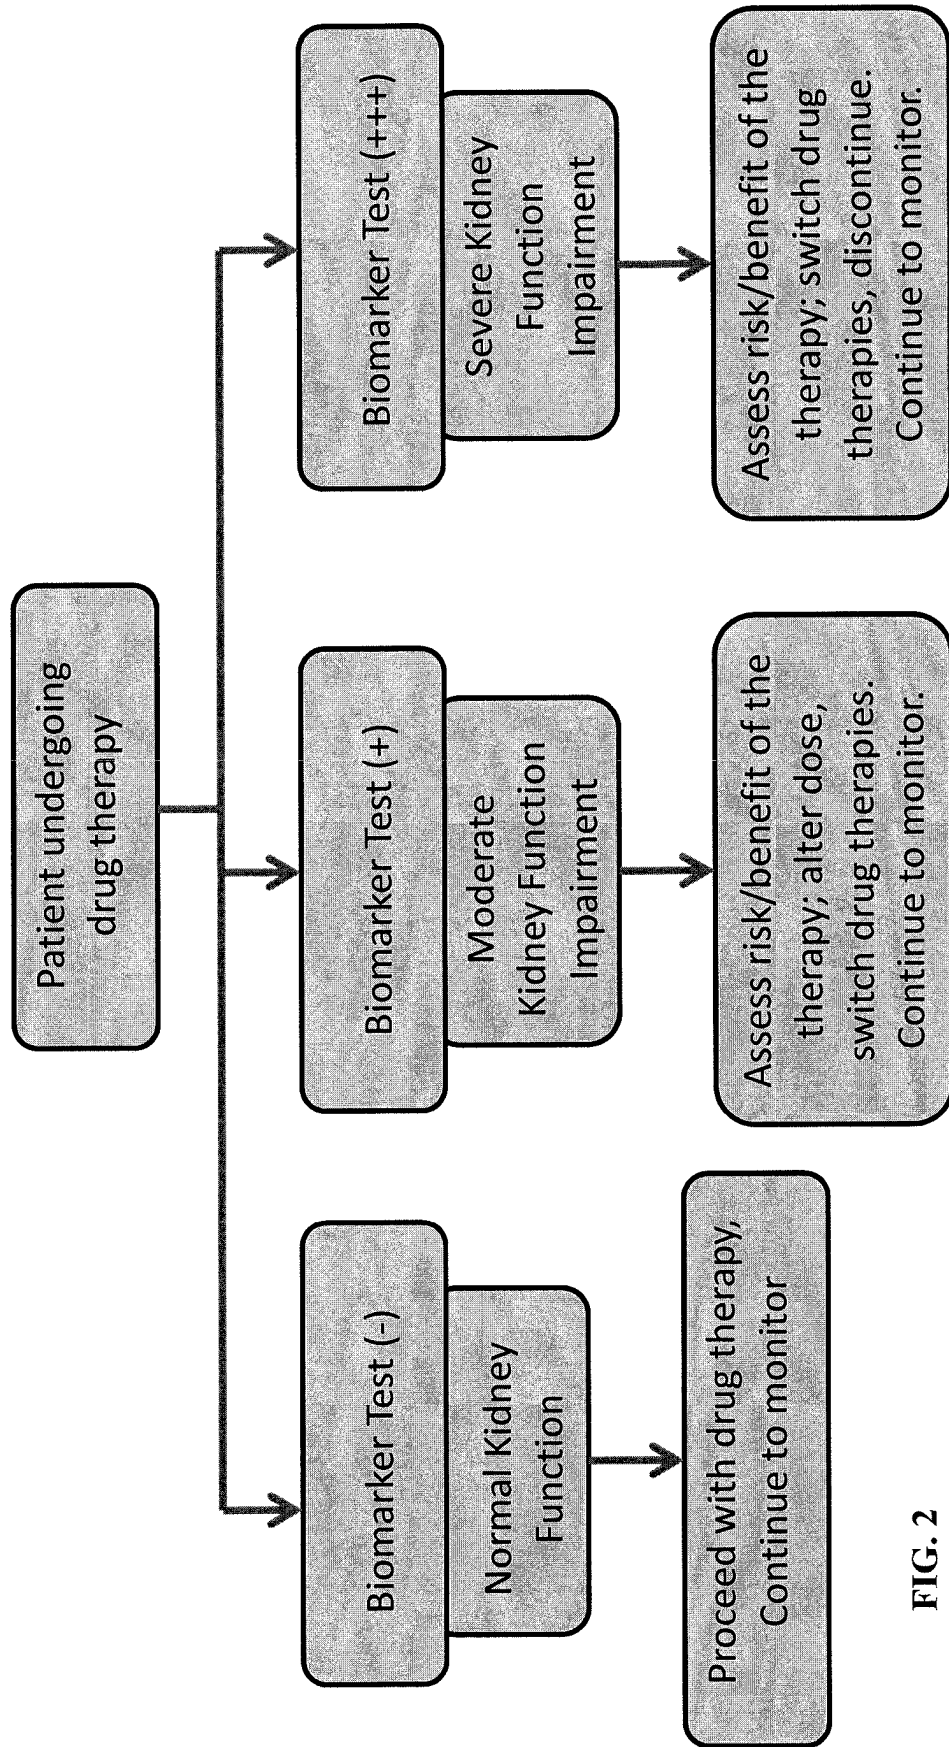 Patient undergoing
drug therapy
Biomarker Test (-)
Normal Kidney
Function
Proceed with drug therapy,
Continue to monitor
Biomarker Test (+)
Moderate
Kidney Function
Impairment
Assess risk/benefit of the
therapy; alter dose,
switch drug therapies.
Continue to monitor.
Biomarker Test (+++)
Severe Kidney
Function
Impairment
Assess risk/benefit of the
therapy; switch drug
therapies, discontinue.
Continue to monitor.
FIG. 2